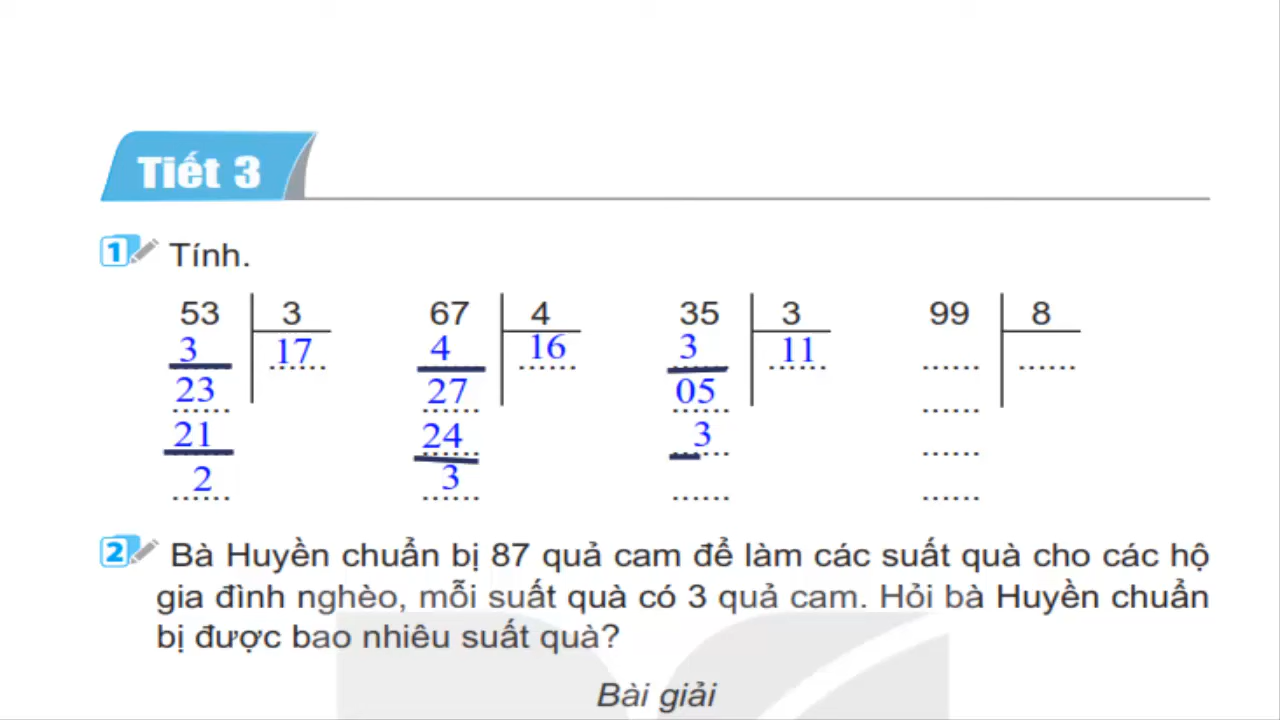 Tiết 3
1 Tính.
53 3 67 4 35 3 99 8
3 17 4 16 3 11 ...... ......
23 27 05 ......
21 24 3 ......
2 3 ...... ......
2 Bà Huyền chuẩn bị 87 quả cam để làm các suất quà cho các hộ
gia đình nghèo, mỗi suất quà có 3 quả cam. Hỏi bà Huyền chuẩn
bị được bao nhiêu suất quà?
Bài giải